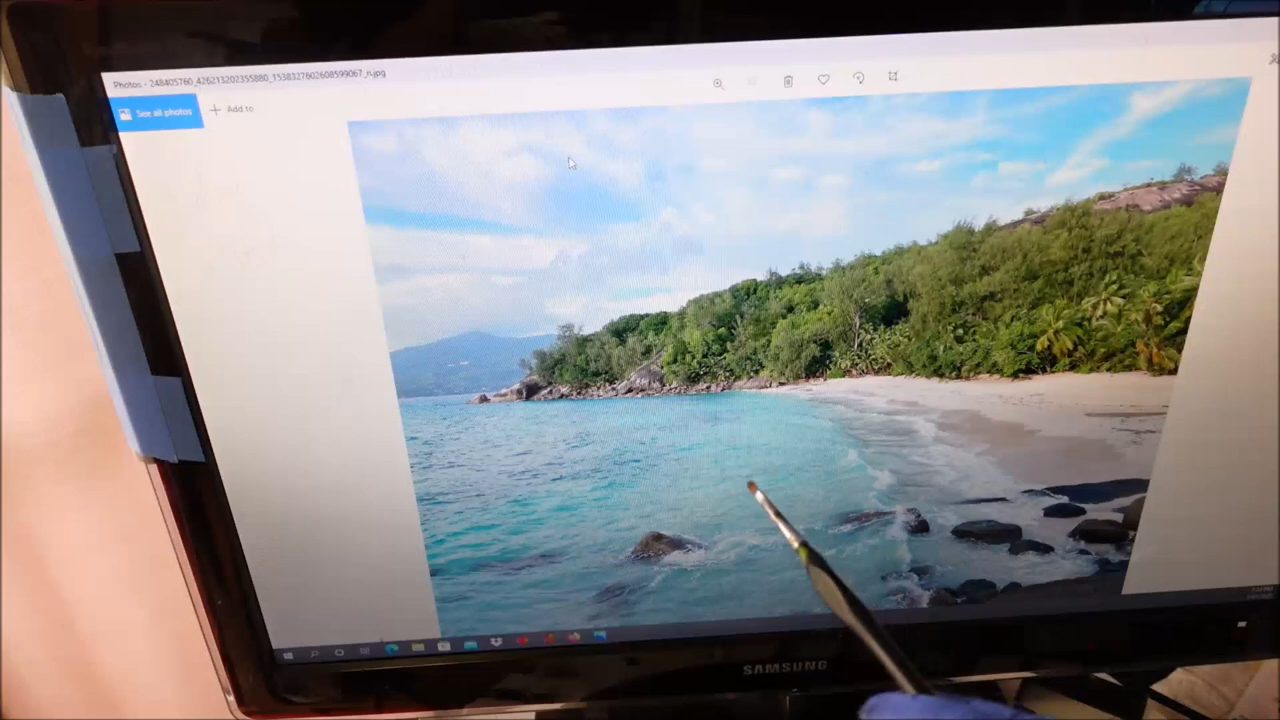 Photos - 248405760_426213202355880_1538327602608599067_n.jpg
See all photos
Add to
SAMSUNG